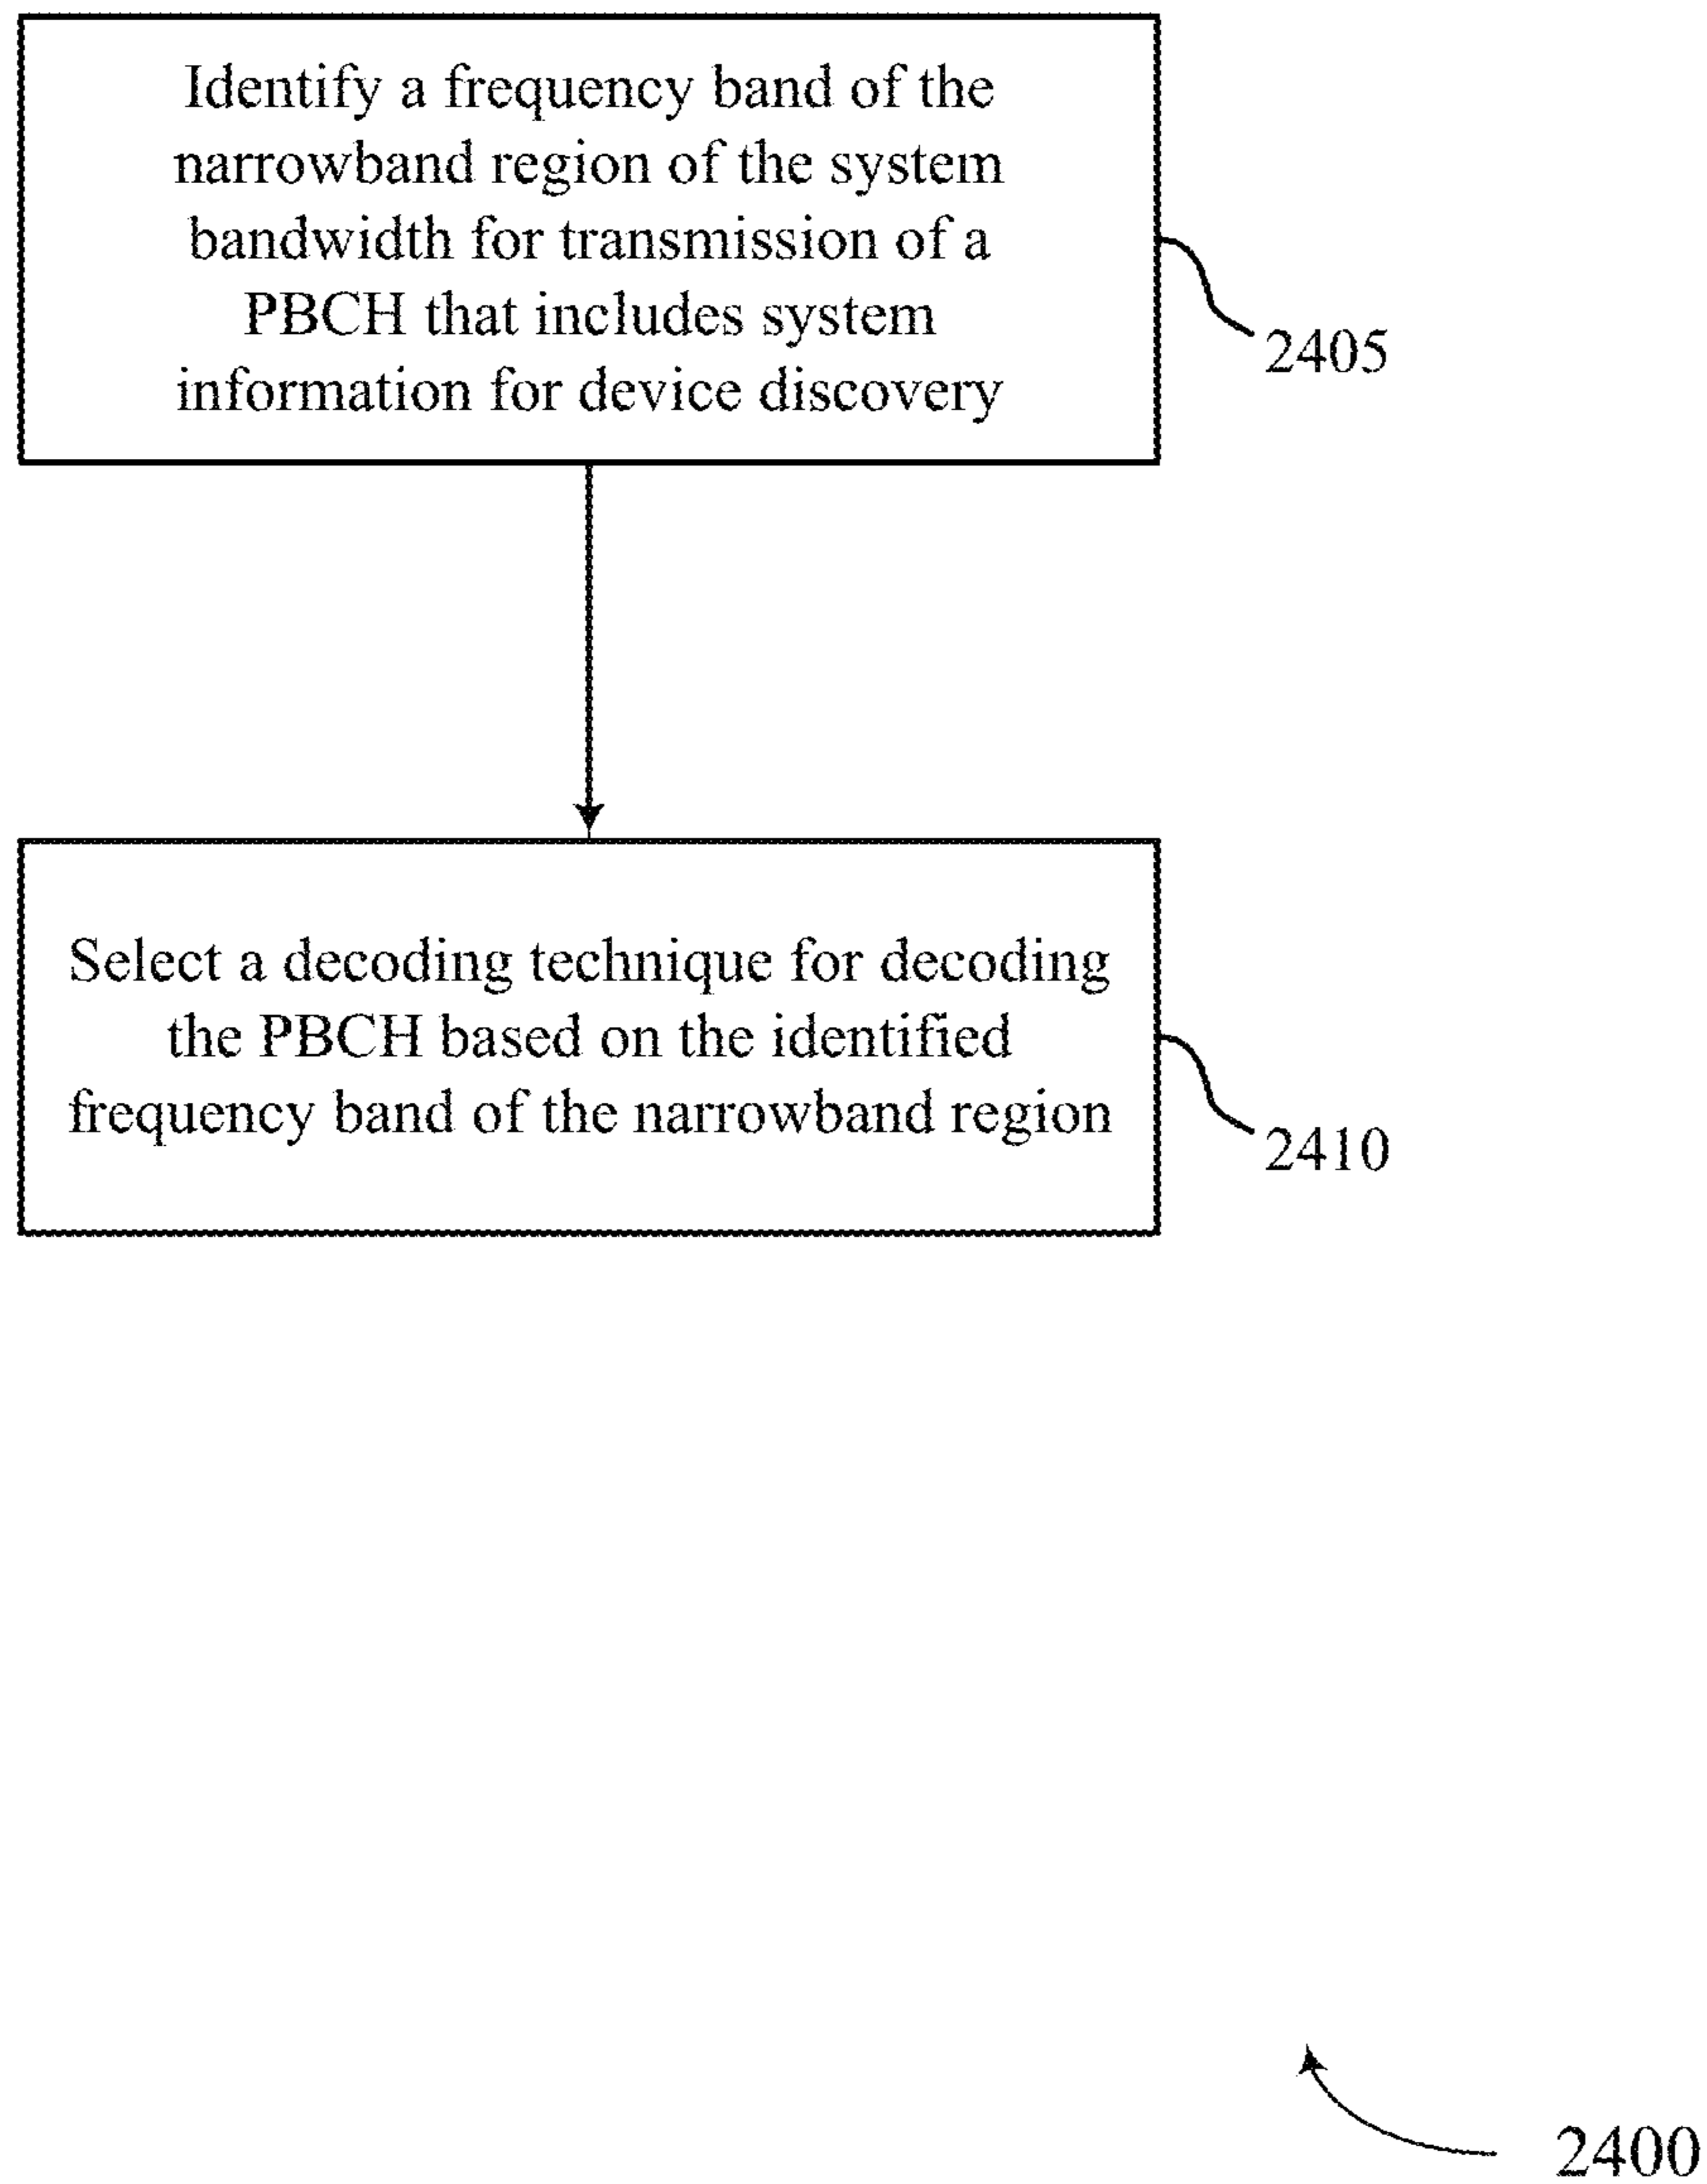 Identify a frequency band of the
narrowband region of the system
bandwidth for transmission of a
PBCH that includes system
information for device discovery
2405
Select a decoding technique for decoding
the PBCH based on the identified
frequency band of the narrowband region
2410
2400